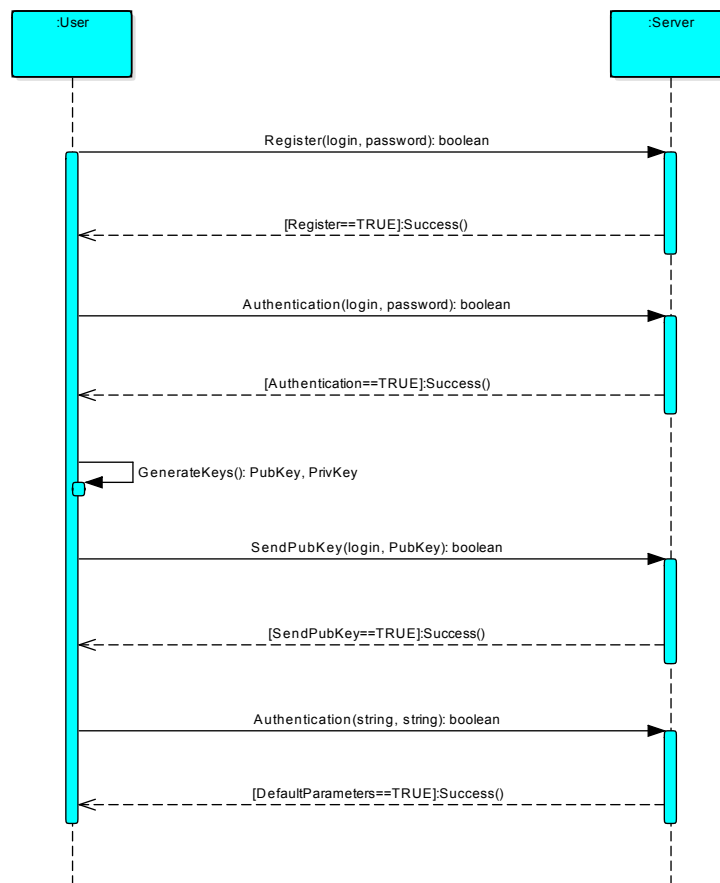 :User
:Server
Register(login, password): boolean
[Register==TRUE]:Success()
Authentication(login, password): boolean
[Authentication==TRUE]:Success()
GenerateKeys(): PubKey, PrivKey
SendPubKey(login, PubKey): boolean
[SendPubKey==TRUE]:Success()
Authentication(string, string): boolean
[DefaultParameters==TRUE]:Success()